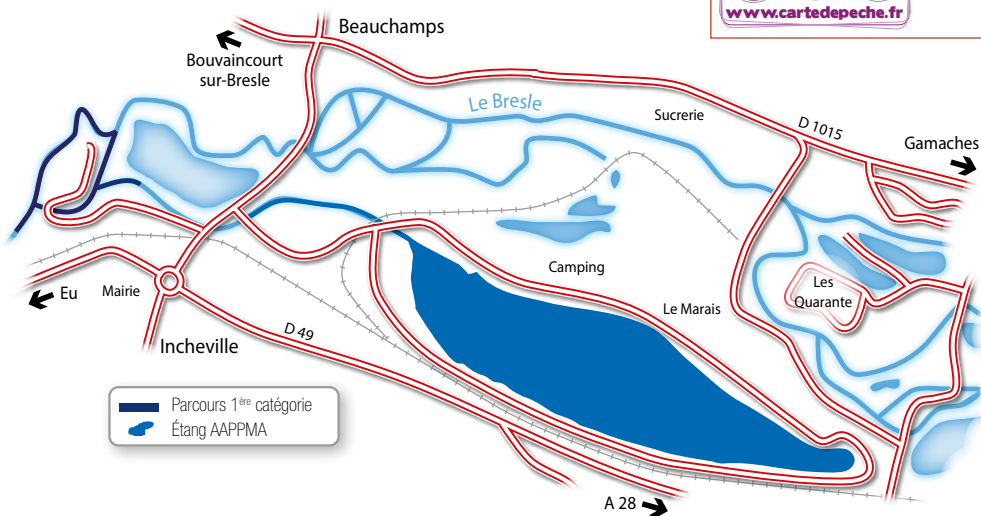 www.cartedepeche.fr
Beauchamps
Bouvaincourt
sur-Bresle
Le Bresle
Sucrerie
D 1015
Gamaches
Camping
Les
Quarante
Le Marais
Eu
Mairie
D 49
Incheville
Parcours 1ère catégorie
Étang AAPPMA
A 28